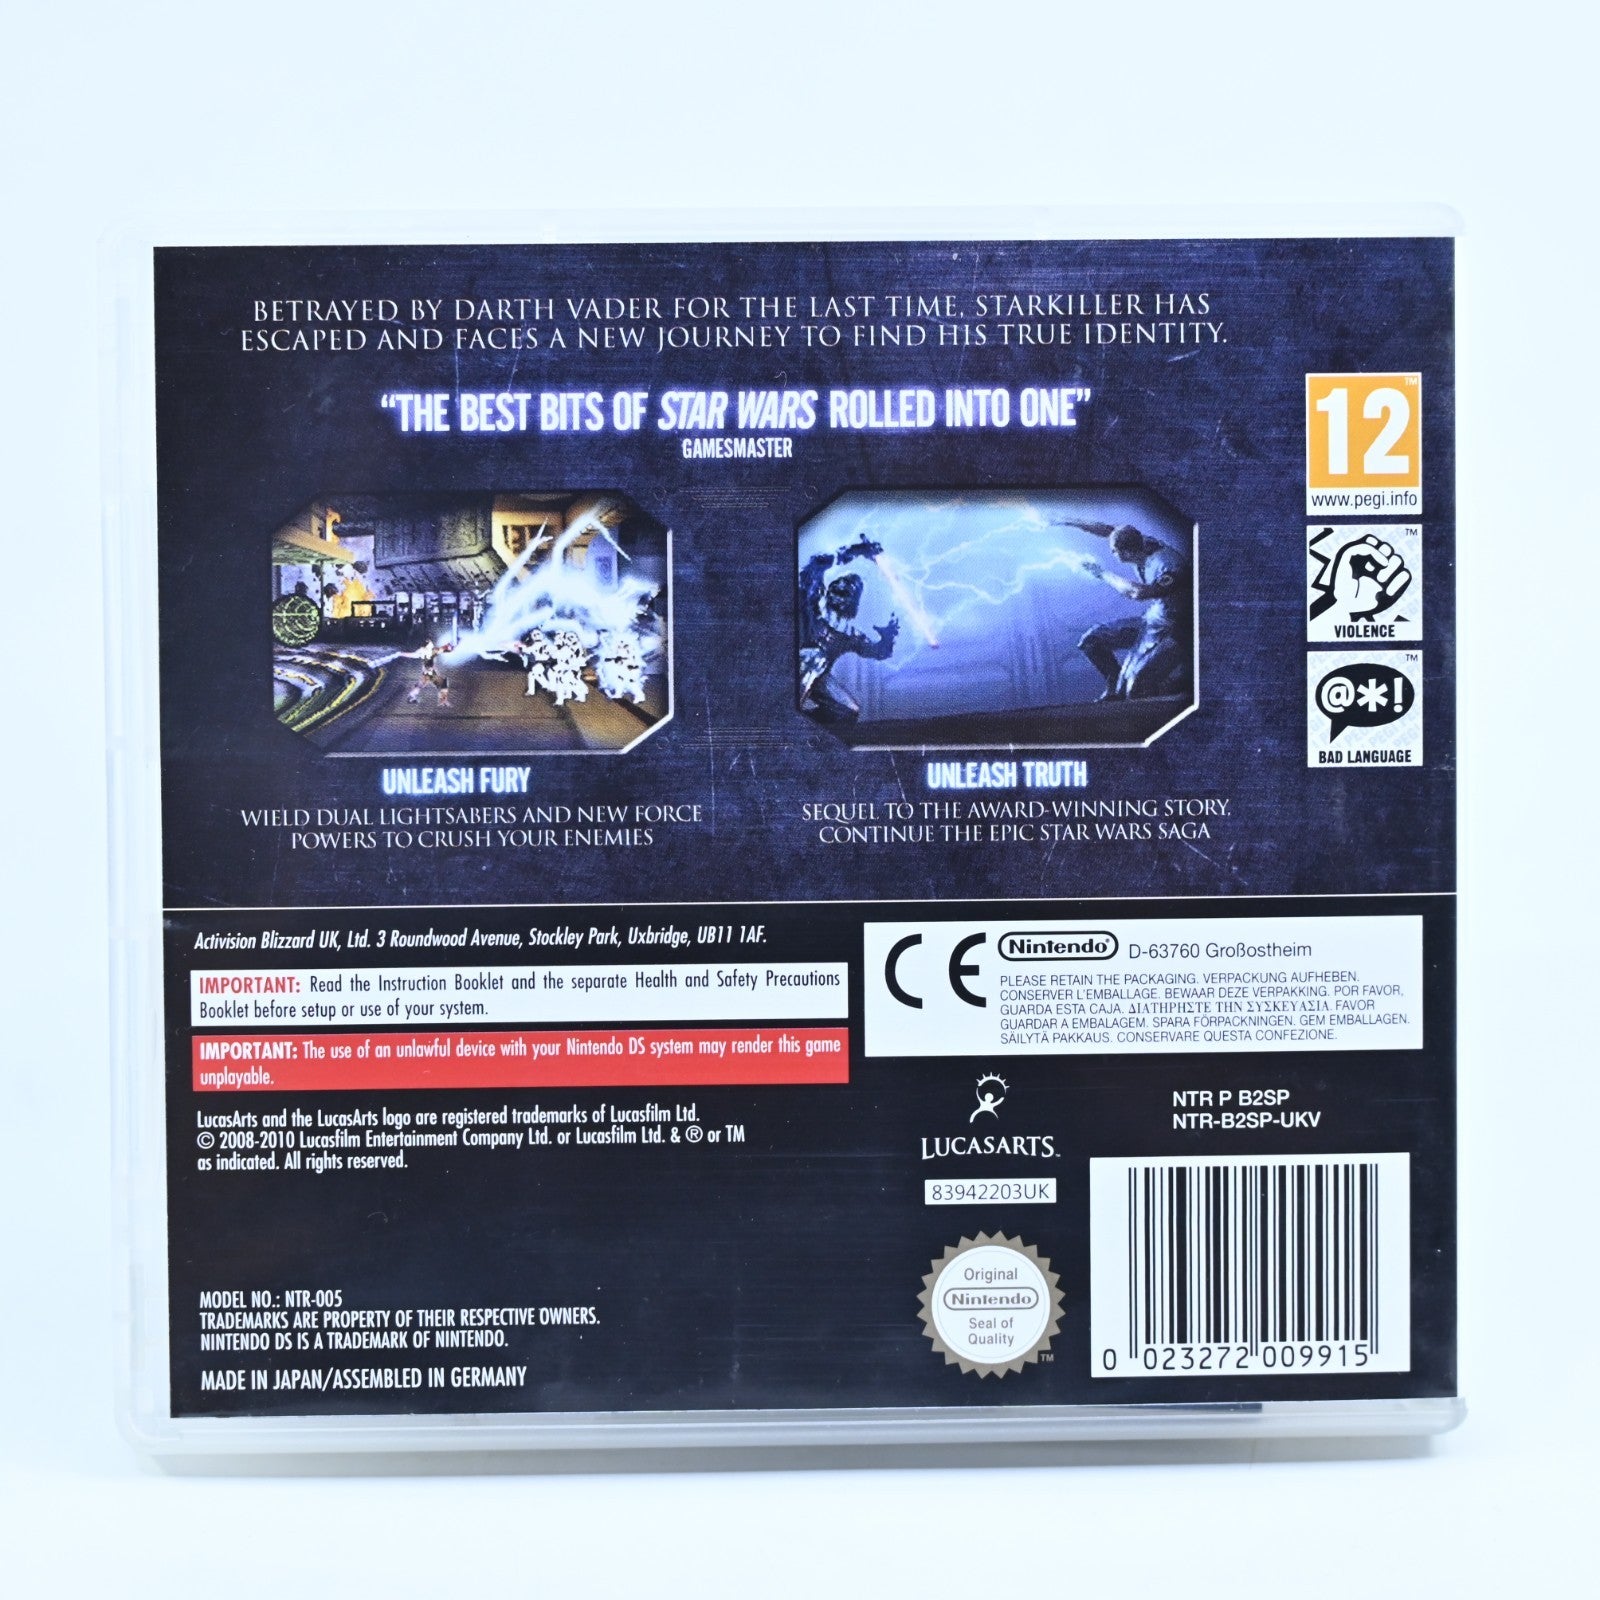 BETRAYED BY DARTH VADER FOR THE LAST TIME, STARKILLER HAS
ESCAPED AND FACES A NEW JOURNEY TO FIND HIS TRUE IDENTITY.
"THE BEST BITS OF STAR WARS ROLLED INTO ONE"
GAMESMASTER
12
TM
www.pegi.info
TM
VIOLENCE
@*!
TM
BAD LANGUAGE
UNLEASH FURY
WIELD DUAL LIGHTSABERS AND NEW FORCE
POWERS TO CRUSH YOUR ENEMIES
UNLEASH TRUTH
SEQUEL TO THE AWARD-WINNING STORY.
CONTINUE THE EPIC STAR WARS SAGA
Activision Blizzard UK, Ltd. 3 Roundwood Avenue, Stockley Park, Uxbridge, UB11 1AF.
IMPORTANT: Read the Instruction Booklet and the separate Health and Safety Precautions
Booklet before setup or use of your system.
IMPORTANT: The use of an unlawful device with your Nintendo DS system may render this game
unplayable.
LucasArts and the LucasArts logo are registered trademarks of Lucasfilm Ltd.
© 2008-2010 Lucasfilm Entertainment Company Ltd. or Lucasfilm Ltd. & ® or TM
as indicated. All rights reserved.
MODEL NO.: NTR-005
TRADEMARKS ARE PROPERTY OF THEIR RESPECTIVE OWNERS.
NINTENDO DS IS A TRADEMARK OF NINTENDO.
MADE IN JAPAN/ASSEMBLED IN GERMANY
CE
Nintendo® D-63760 Großostheim
PLEASE RETAIN THE PACKAGING. VERPACKUNG AUFHEBEN.
CONSERVER L'EMBALLAGE. BEWAAR DEZE VERPAKKING. POR FAVOR,
GUARDA ESTA CAJA. ΔΙΑΤΗΡΗΣΤΕ ΤΗΝ ΣΥΣΚΕΥΑΣΙΑ. FAVOR
GUARDAR A EMBALAGEM. SPARA FÖRPACKNINGEN. GEM EMBALLAGEN.
SÄILYTÄ PAKKAUS. CONSERVARE QUESTA CONFEZIONE.
LUCASARTS™
83942203UK
NTR P B2SP
NTR-B2SP-UKV
Original
Nintendo
Seal of
Quality
TM
0 023272 009915